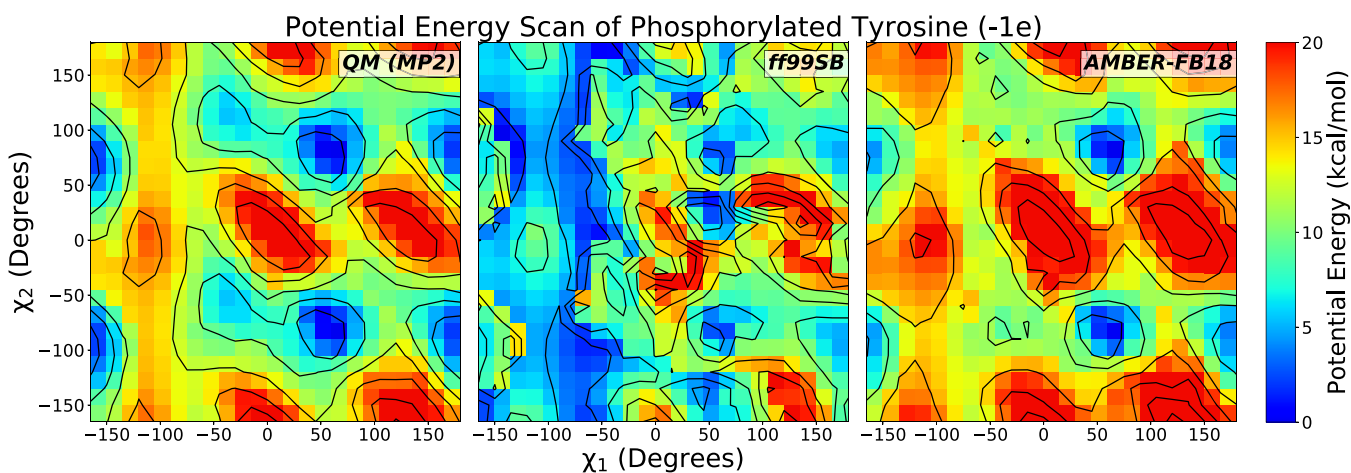 Potential Energy Scan of Phosphorylated Tyrosine (-1e)
QM (MP2)
ff99SB
AMBER-FB18
χ₂ (Degrees)
150
100
50
0
−50
−100
−150
−150 −100 −50 0 50 100 150
−150 −100 −50 0 50 100 150
−150 −100 −50 0 50 100 150
χ₁ (Degrees)
20
15
10
5
0
Potential Energy (kcal/mol)